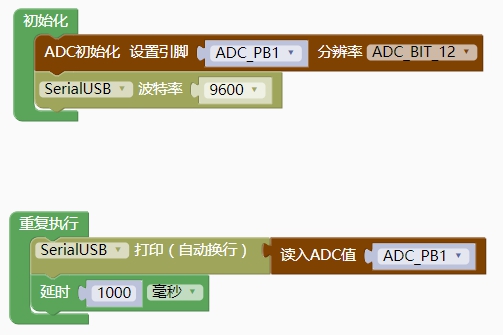 初始化
ADC初始化 设置引脚 ADC_PB1 分辨率 ADC_BIT_12
SerialUSB 波特率 9600
重复执行
SerialUSB 打印（自动换行） 读入ADC值 ADC_PB1
延时 1000 毫秒